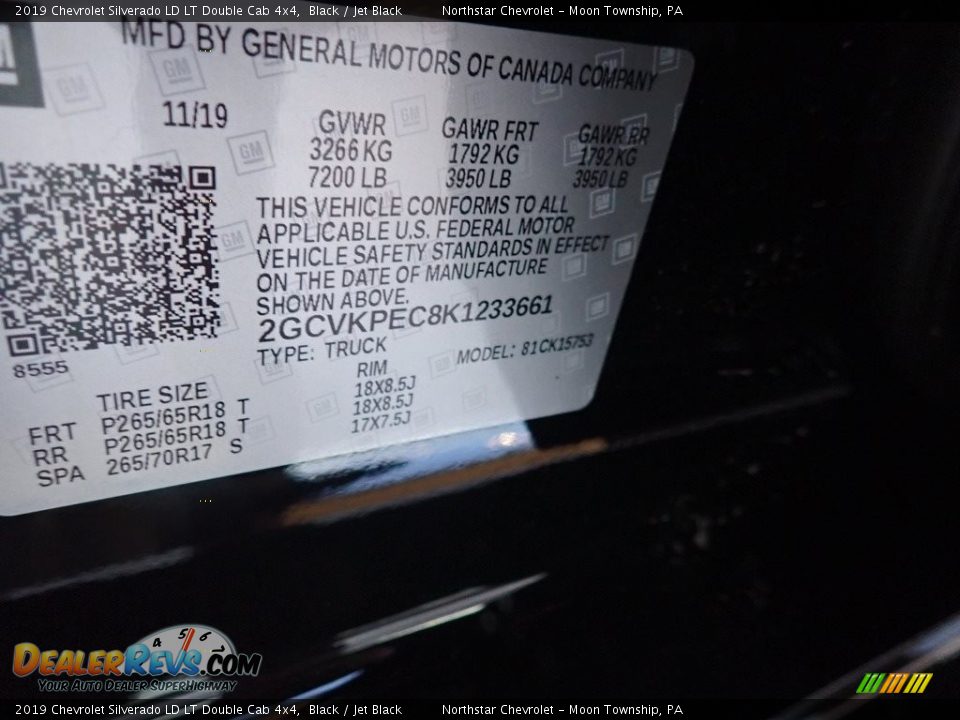 2019 Chevrolet Silverado LD LT Double Cab 4x4, Black / Jet Black Northstar Chevrolet - Moon Township, PA
MFD BY GENERAL MOTORS OF CANADA COMPANY
11/19
GVWR GAWR FRT GAWR RR
3266 KG 1792 KG 1792 KG
7200 LB 3950 LB 3950 LB
THIS VEHICLE CONFORMS TO ALL
APPLICABLE U.S. FEDERAL MOTOR
VEHICLE SAFETY STANDARDS IN EFFECT
ON THE DATE OF MANUFACTURE
SHOWN ABOVE.
2GCVKPEC8K1233661
TYPE: TRUCK MODEL: 81CK15753
8555
TIRE SIZE RIM
FRT P265/65R18 T 18X8.5J
RR P265/65R18 T 18X8.5J
SPA 265/70R17 S 17X7.5J
GM
4 5 6
DEALERREVS.COM
YOUR AUTO DEALER SUPERHIGHWAY
2019 Chevrolet Silverado LD LT Double Cab 4x4, Black / Jet Black Northstar Chevrolet - Moon Township, PA